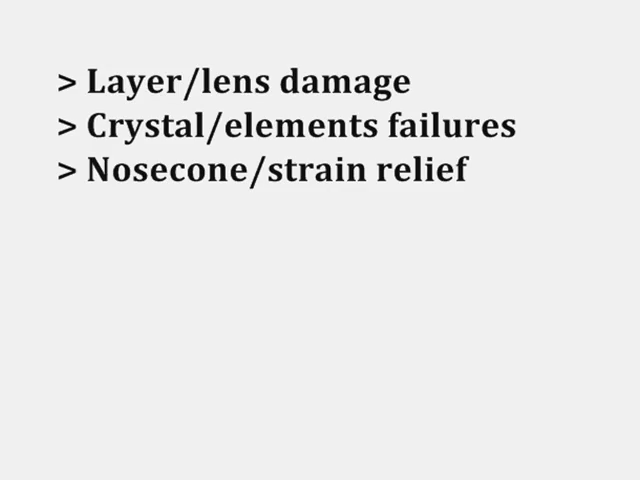 > Layer/lens damage
> Crystal/elements failures
> Nosecone/strain relief